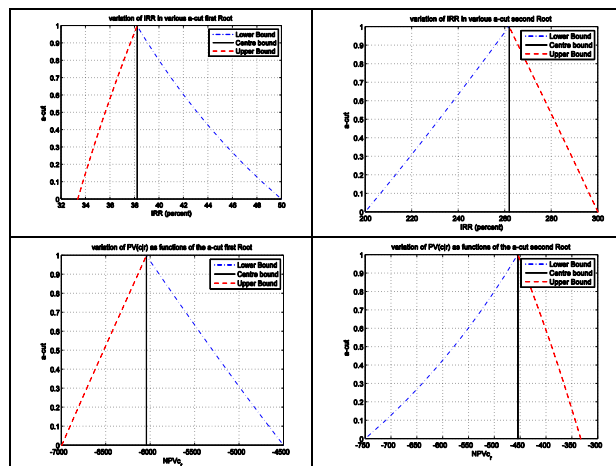 variation of IRR in various a-cut first Root
Lower Bound
Centre bound
Upper Bound
a-cut
1
0.9
0.8
0.7
0.6
0.5
0.4
0.3
0.2
0.1
0
32 34 36 38 40 42 44 46 48 50
IRR (percent)
variation of IRR in various a-cut second Root
Lower Bound
Centre bound
Upper Bound
a-cut
1
0.9
0.8
0.7
0.6
0.5
0.4
0.3
0.2
0.1
0
200 220 240 260 280 300
IRR (percent)
variation of PV(c|r) as functions of the a-cut first Root
Lower Bound
Centre bound
Upper Bound
a-cut
1
0.9
0.8
0.7
0.6
0.5
0.4
0.3
0.2
0.1
0
-7000 -6500 -6000 -5500 -5000 -4500
NPVcr
variation of PV(c|r) as functions of the a-cut second Root
Lower Bound
Centre bound
Upper Bound
a-cut
1
0.9
0.8
0.7
0.6
0.5
0.4
0.3
0.2
0.1
0
-750 -700 -650 -600 -550 -500 -450 -400 -350 -300
NPVcr